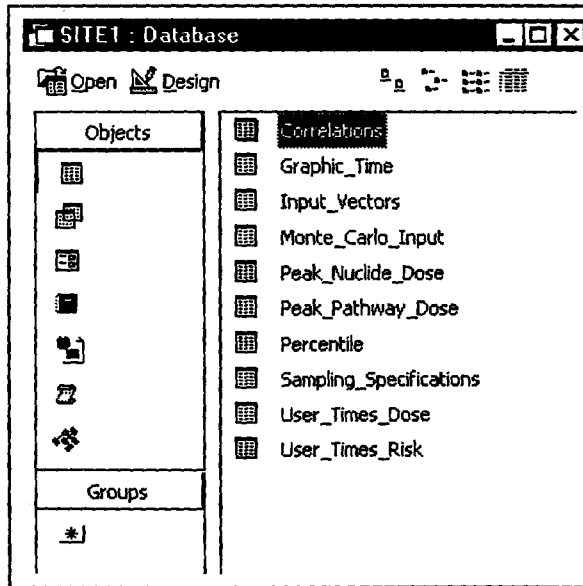 SITE1 : Database
Open Design
Objects
Correlations
Graphic_Time
Input_Vectors
Monte_Carlo_Input
Peak_Nuclide_Dose
Peak_Pathway_Dose
Percentile
Sampling_Specifications
User_Times_Dose
User_Times_Risk
Groups